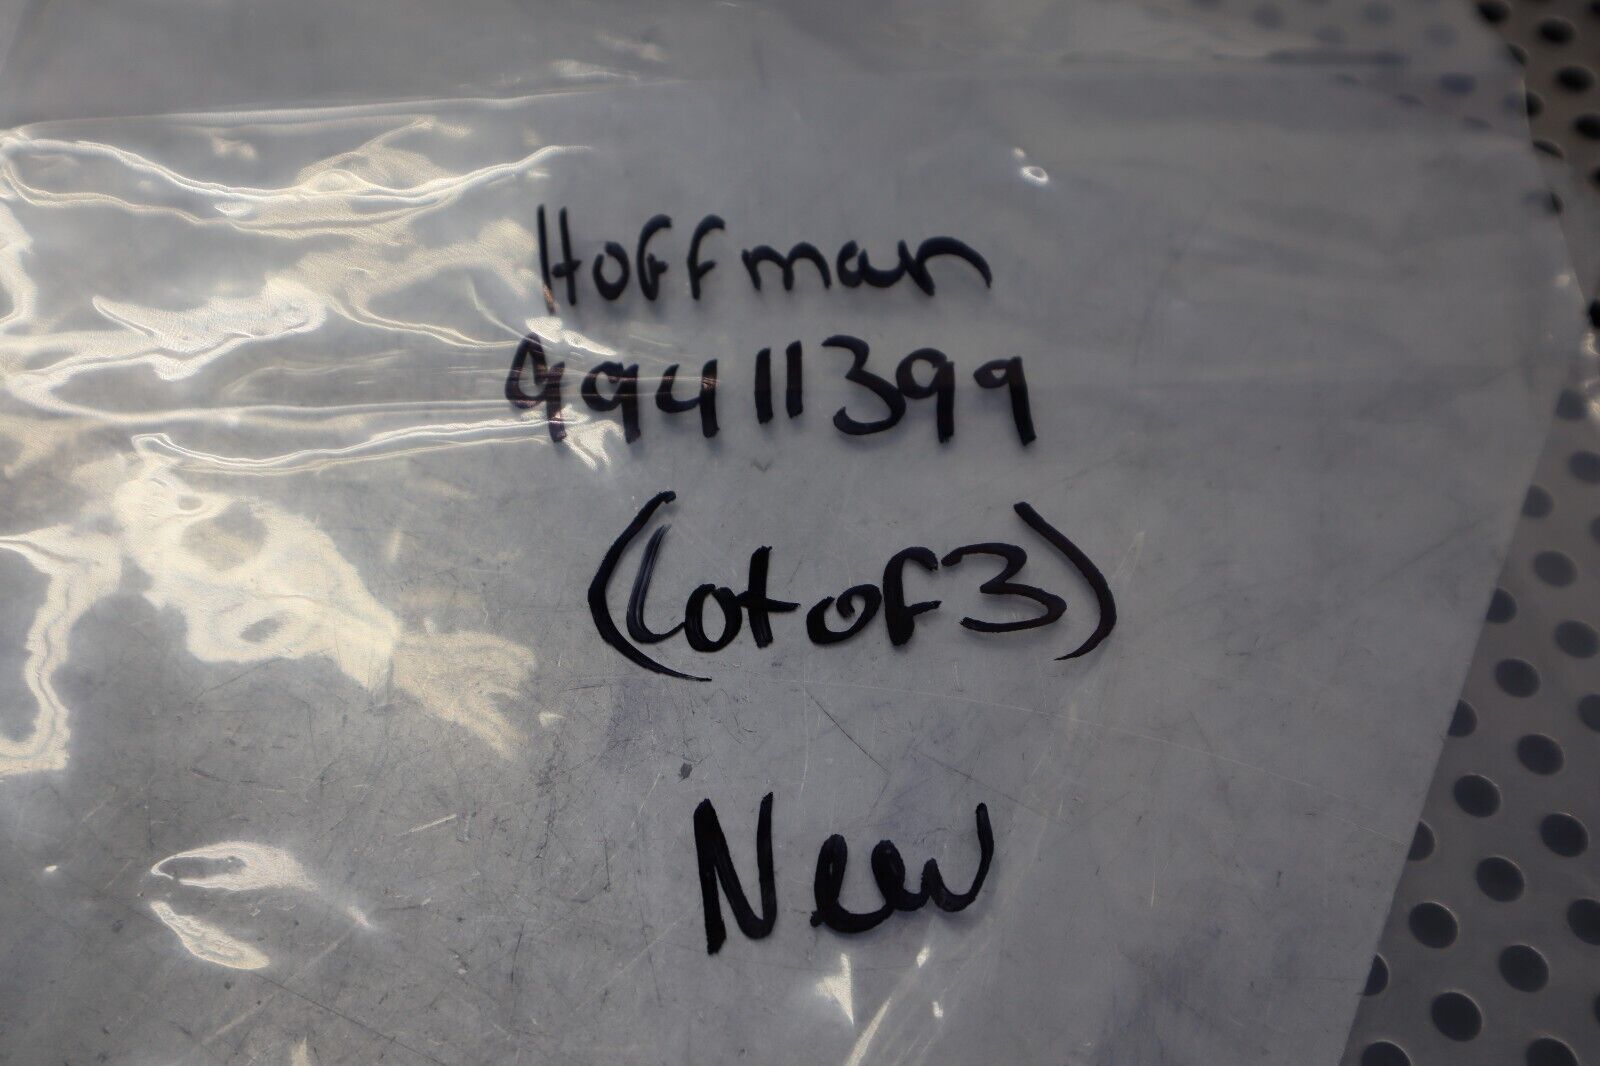 Hoffman
99411399
(Lot of 3)
New